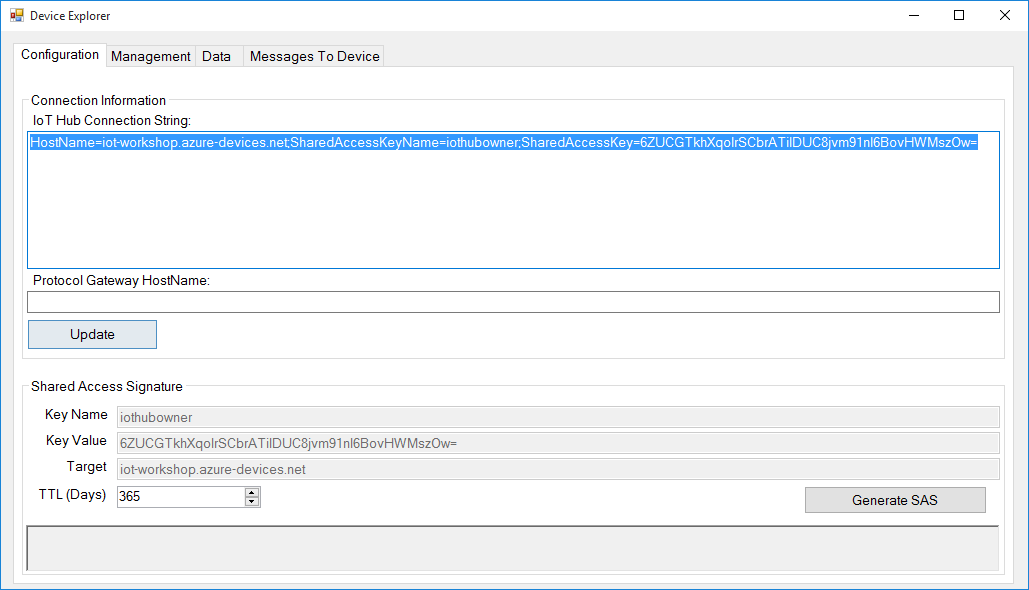 Device Explorer
Configuration
Management
Data
Messages To Device
Connection Information
IoT Hub Connection String:
HostName=iot-workshop.azure-devices.net;SharedAccessKeyName=iothubowner;SharedAccessKey=6ZUCGTkhXqoIrSCbrATilDUC8jvm91nl6BovHWMszOw=
Protocol Gateway HostName:
Update
Shared Access Signature
Key Name
iothubowner
Key Value
6ZUCGTkhXqoIrSCbrATilDUC8jvm91nl6BovHWMszOw=
Target
iot-workshop.azure-devices.net
TTL (Days)
365
Generate SAS